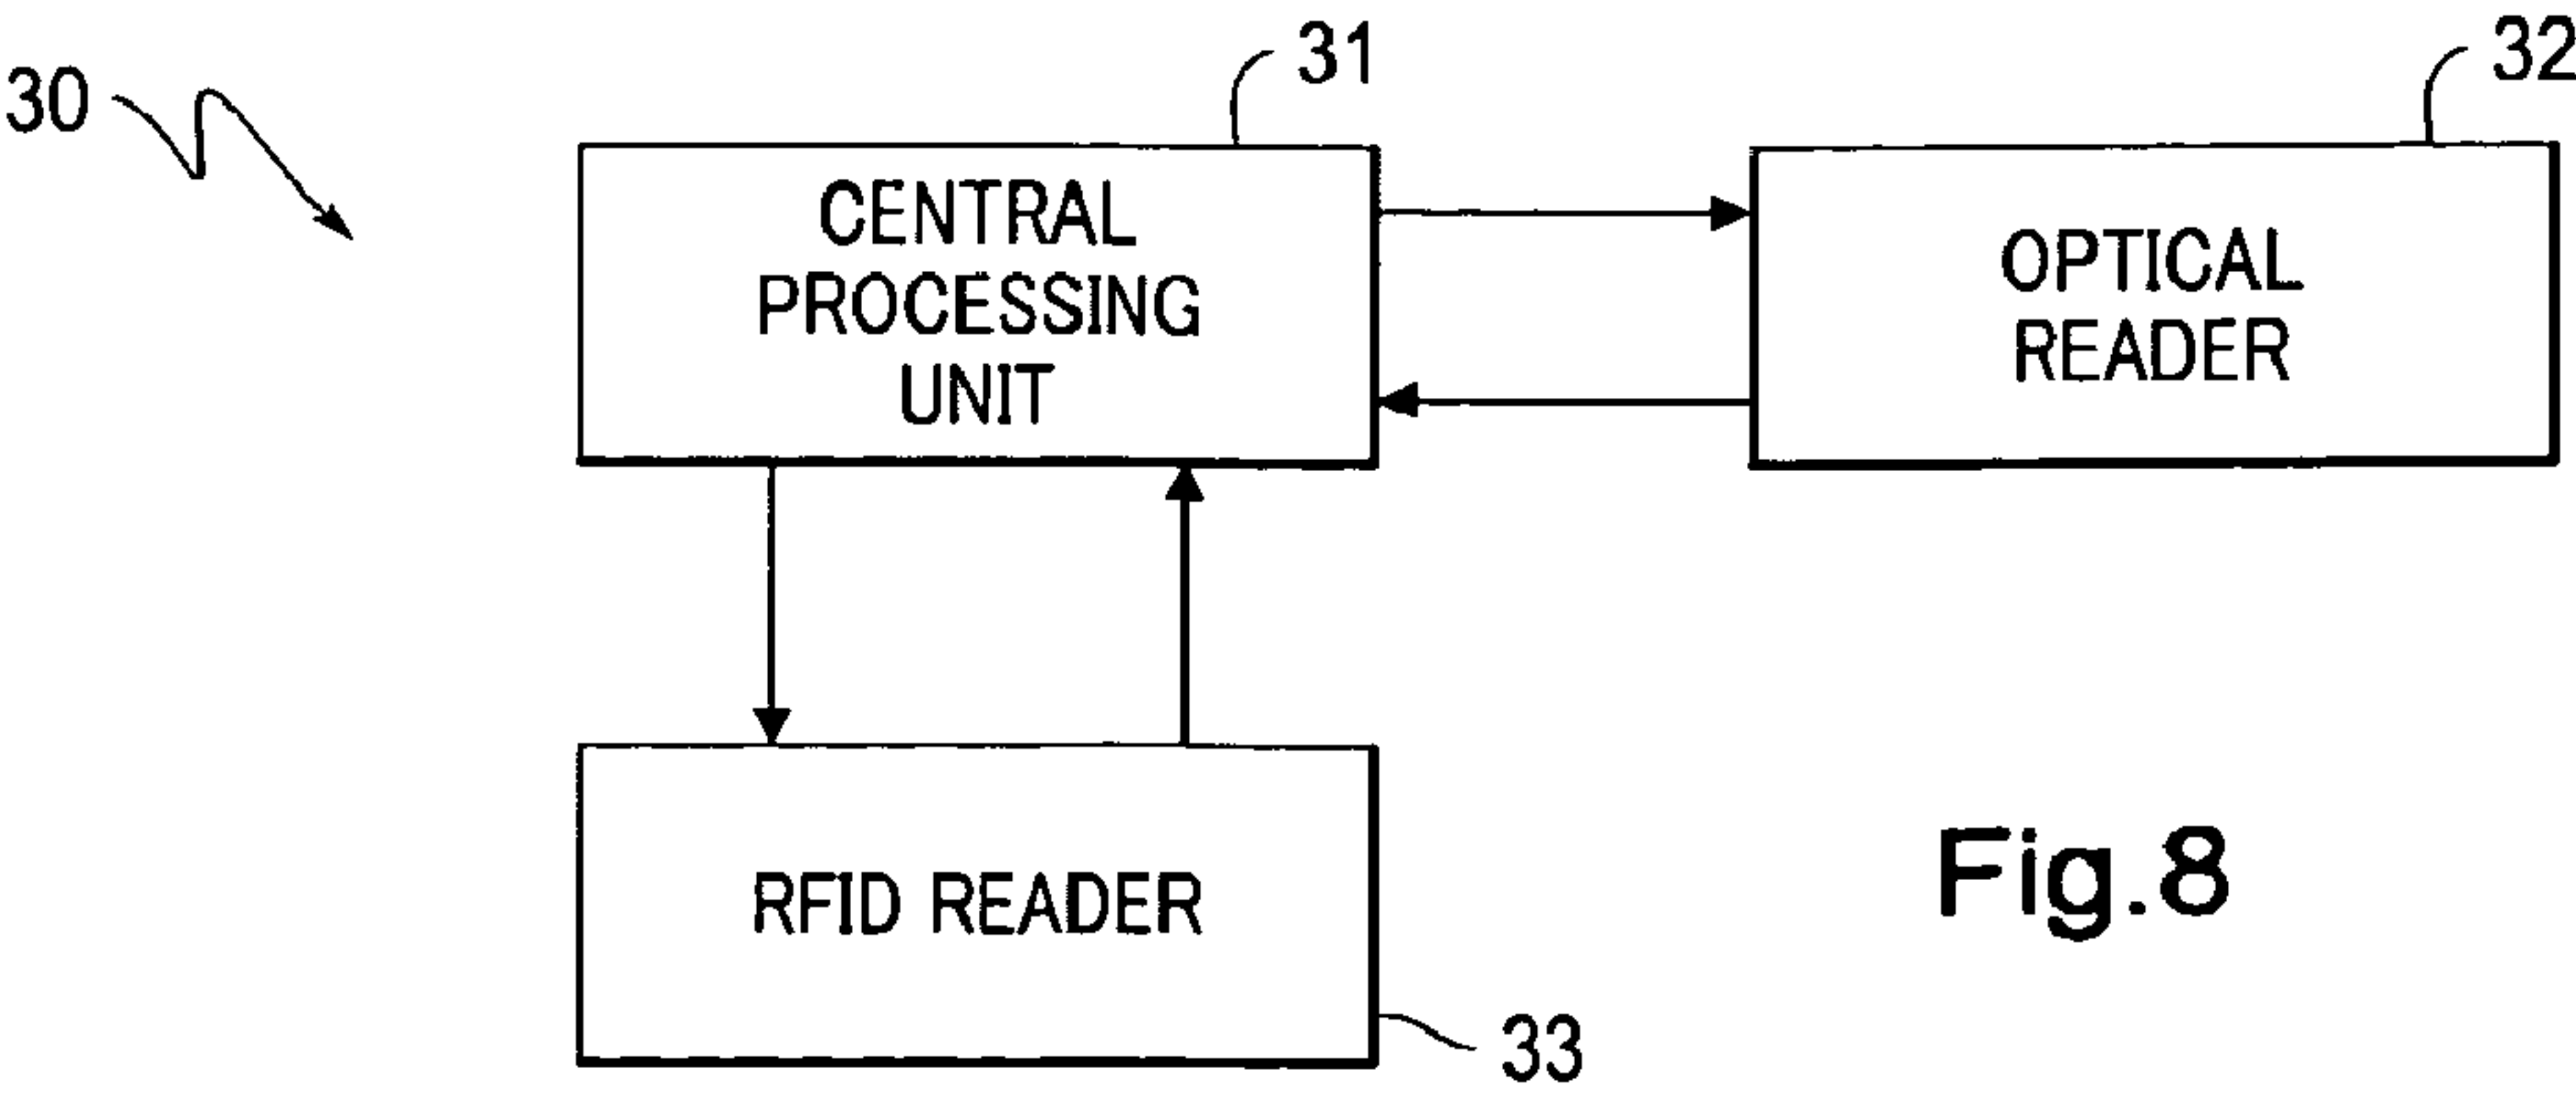 30
31
32
CENTRAL
PROCESSING
UNIT
OPTICAL
READER
RFID READER
33
Fig.8